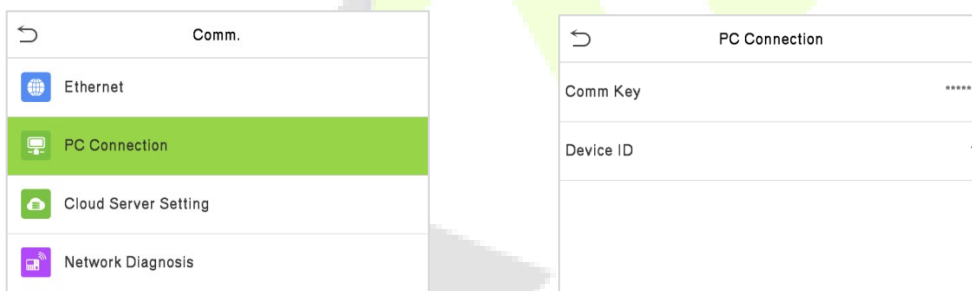 Comm.
Ethernet
PC Connection
Cloud Server Setting
Network Diagnosis
PC Connection
Comm Key *****
Device ID